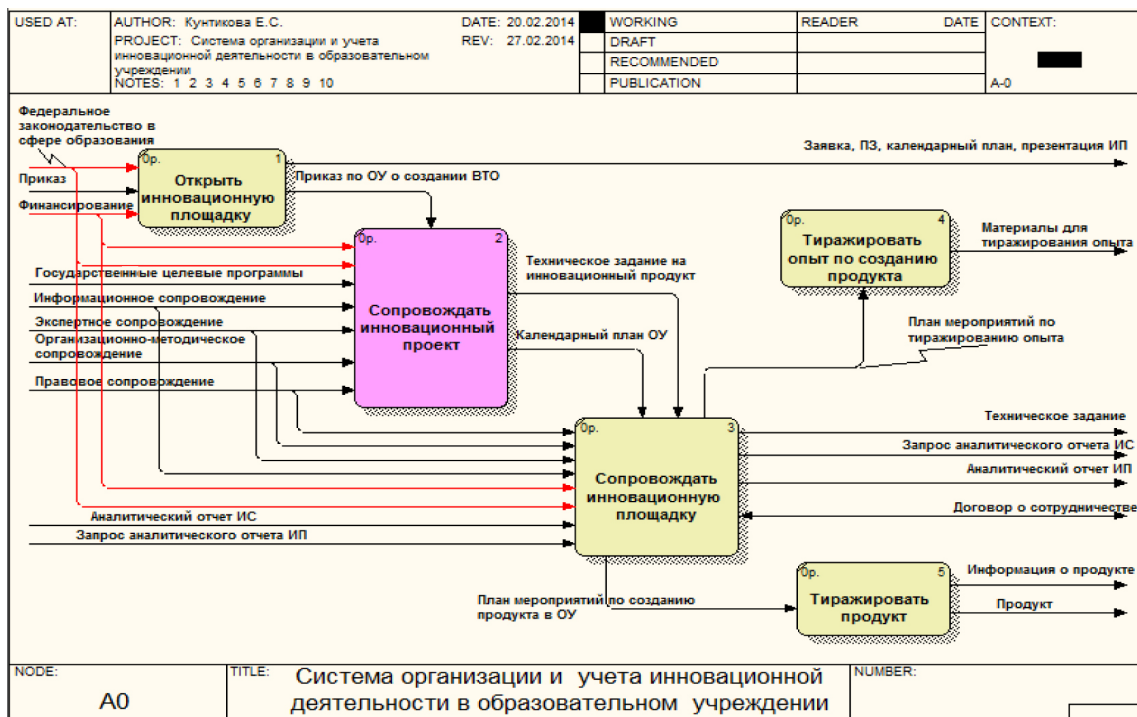 USED AT:
AUTHOR: Кунтикова Е.С.
DATE: 20.02.2014
PROJECT: Система организации и учета
инновационной деятельности в образовательном
учреждении
REV: 27.02.2014
NOTES: 1 2 3 4 5 6 7 8 9 10
WORKING
DRAFT
RECOMMENDED
PUBLICATION
READER
DATE
CONTEXT:
A-0
Федеральное
законодательство в
сфере образования
Приказ
Финансирование
0р. 1
Открыть
инновационную
площадку
Заявка, ПЗ, календарный план, презентация ИП
Приказ по ОУ о создании ВТО
Государственные целевые программы
Информационное сопровождение
Экспертное сопровождение
Организационно-методическое
сопровождение
Правовое сопровождение
0р. 2
Сопровождать
инновационный
проект
Техническое задание на
инновационный продукт
Календарный план ОУ
0р. 4
Тиражировать
опыт по созданию
продукта
Материалы для
тиражирования опыта
План мероприятий по
тиражированию опыта
0р. 3
Сопровождать
инновационную
площадку
Техническое задание
Запрос аналитического отчета ИС
Аналитический отчет ИП
Договор о сотрудничестве
Аналитический отчет ИС
Запрос аналитического отчета ИП
План мероприятий по созданию
продукта в ОУ
0р. 5
Тиражировать
продукт
Информация о продукте
Продукт
NODE:
A0
TITLE:
Система организации и учета инновационной
деятельности в образовательном учреждении
NUMBER: